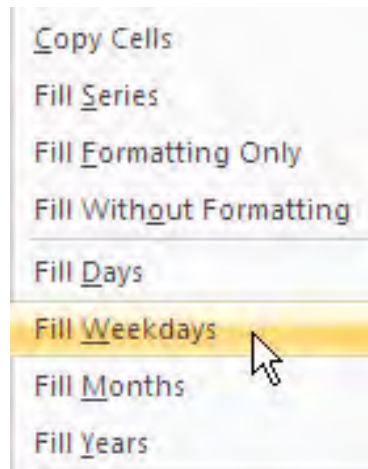 Copy Cells
Fill Series
Fill Formatting Only
Fill Without Formatting
Fill Days
Fill Weekdays
Fill Months
Fill Years